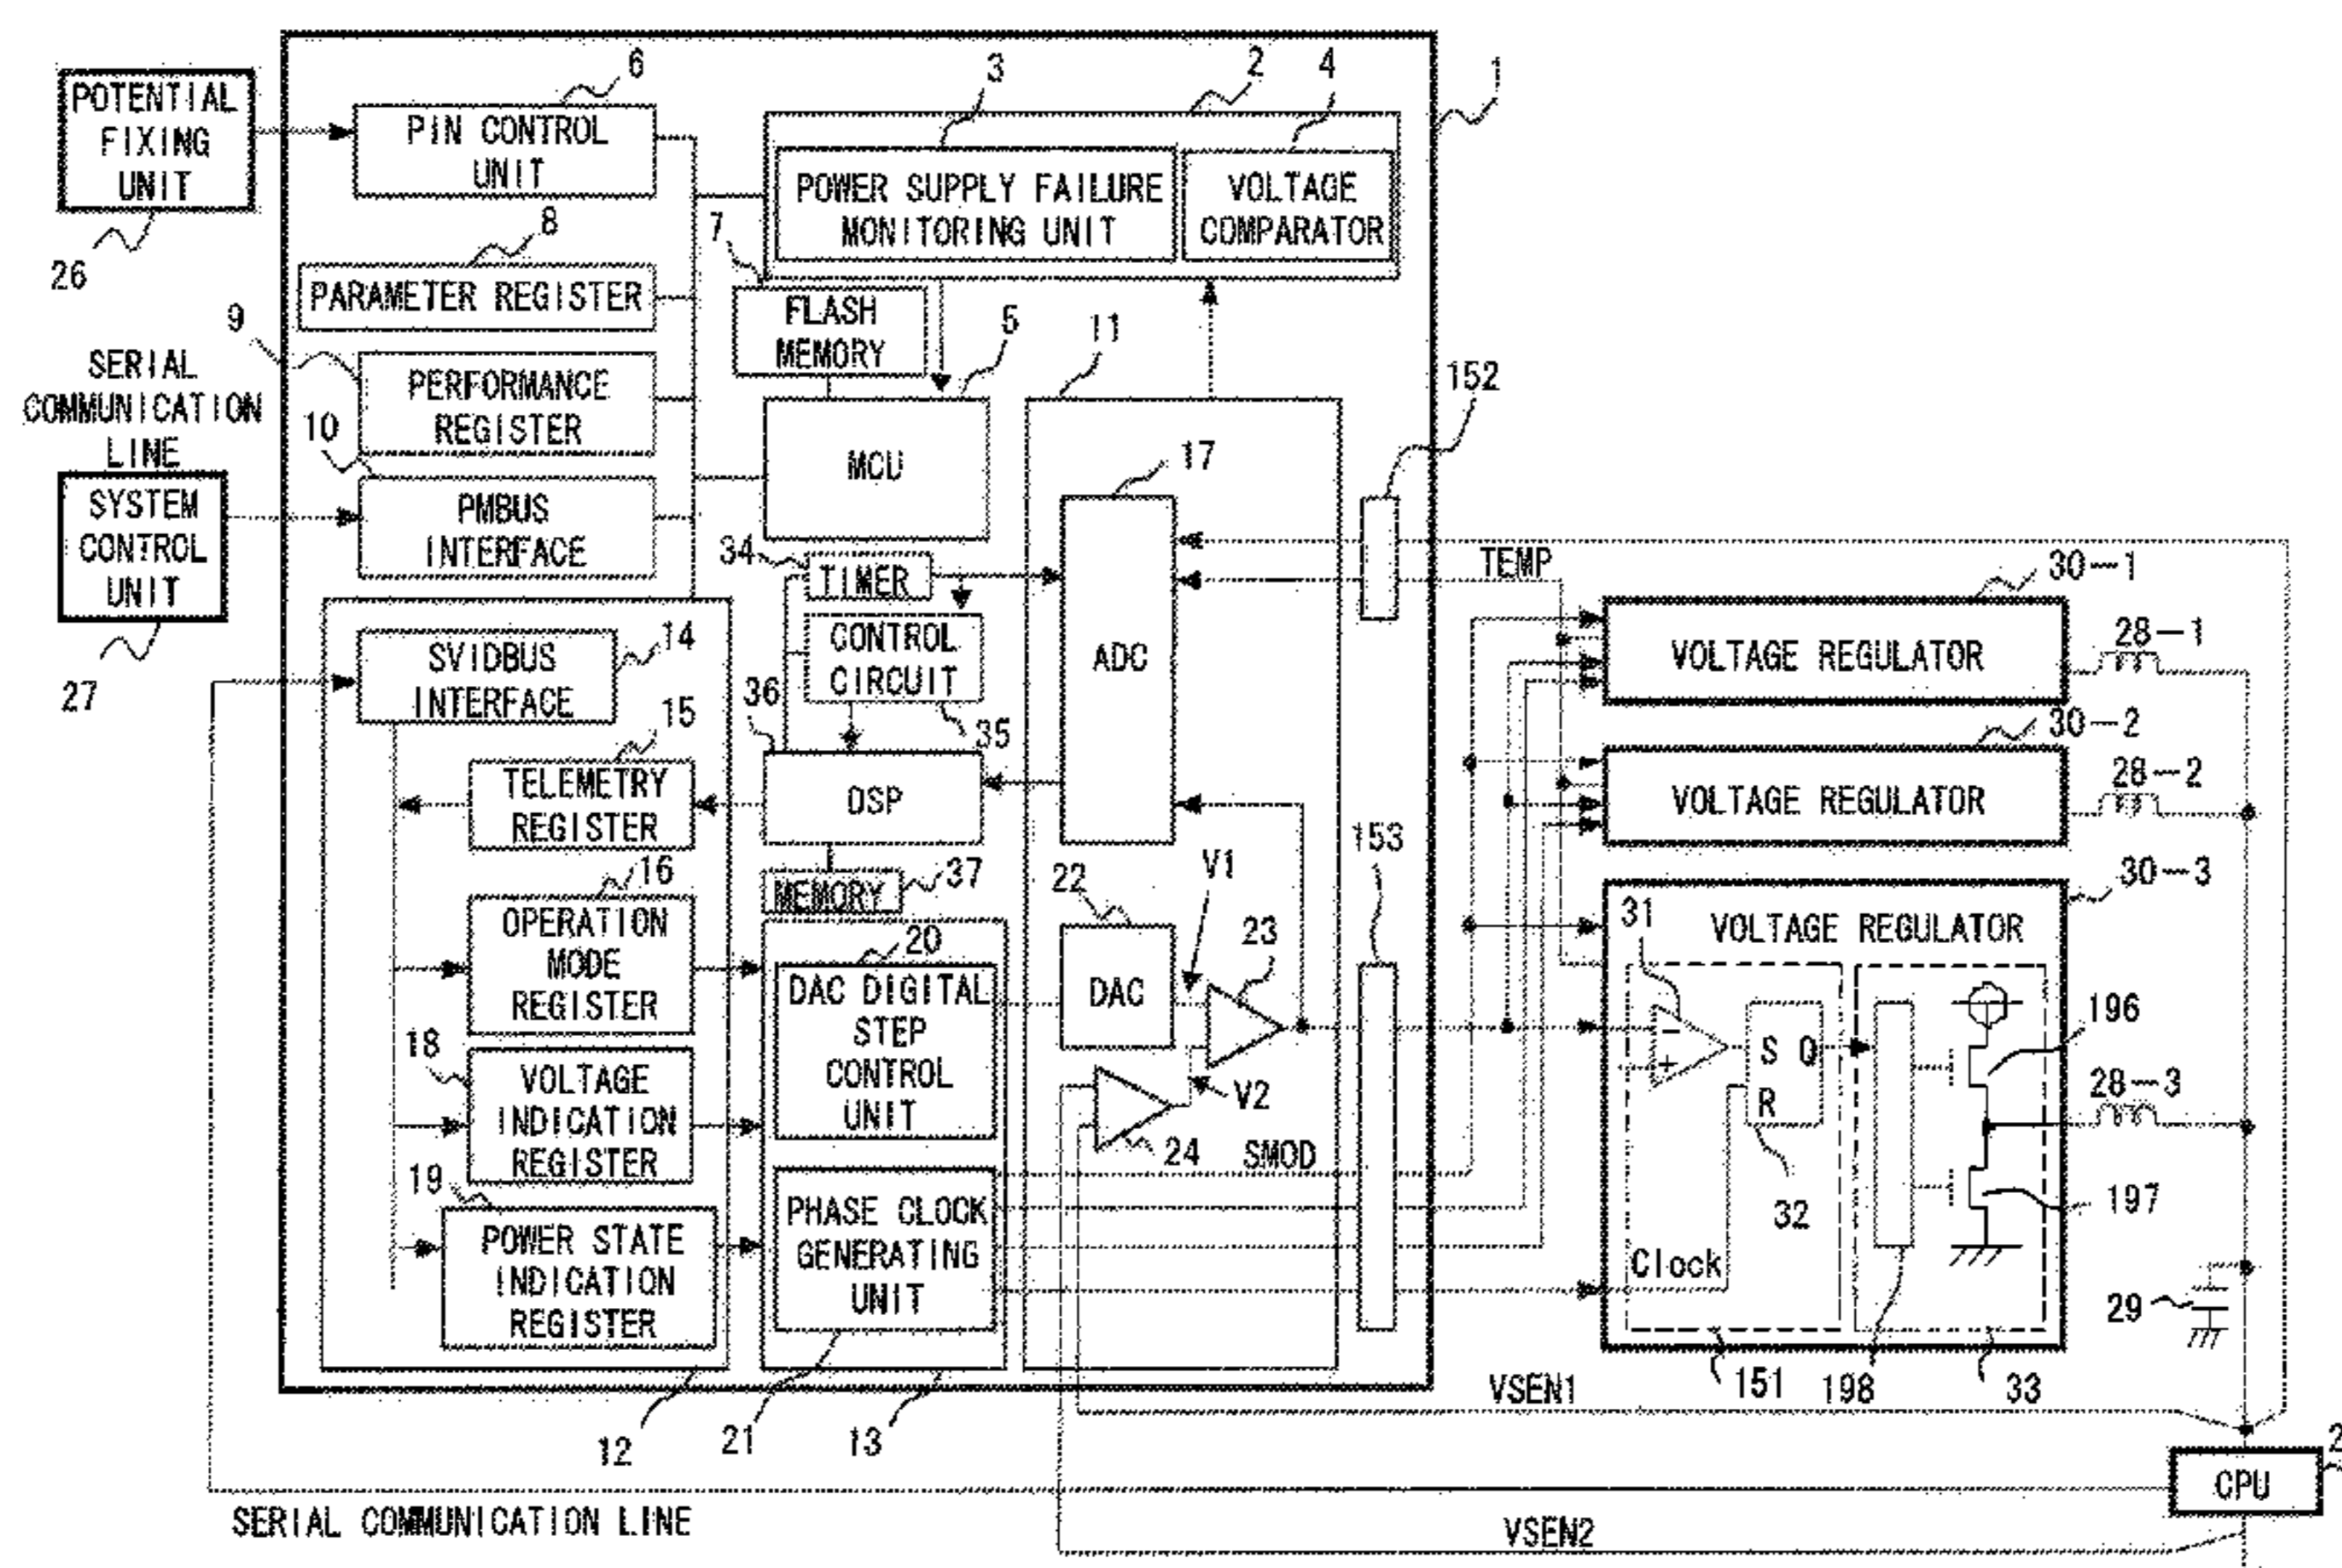 6
3
2
4
1
POTENTIAL
FIXING
UNIT
PIN CONTROL
UNIT
POWER SUPPLY FAILURE
MONITORING UNIT
VOLTAGE
COMPARATOR
26
8
7
PARAMETER REGISTER
9
FLASH
MEMORY
5
11
152
SERIAL
COMMUNICATION
LINE
10
PERFORMANCE
REGISTER
MCU
17
SYSTEM
CONTROL
UNIT
PMBUS
INTERFACE
34
TIMER
TEMP
30-1
27
SVIDBUS
INTERFACE
14
CONTROL
CIRCUIT
ADC
VOLTAGE REGULATOR
28-1
15
36
35
30-2
TELEMETRY
REGISTER
DSP
VOLTAGE REGULATOR
28-2
153
16
MEMORY
37
22
V1
30-3
OPERATION
MODE
REGISTER
20
DAC DIGITAL
STEP
CONTROL
UNIT
DAC
23
31
VOLTAGE REGULATOR
196
18
VOLTAGE
INDICATION
REGISTER
V2
24
SMOD
−
+
S Q
R
28-3
32
197
19
POWER STATE
INDICATION
REGISTER
PHASE CLOCK
GENERATING
UNIT
Clock
29
12
21
13
VSEN1
151
198
33
2
CPU
SERIAL COMMUNICATION LINE
VSEN2